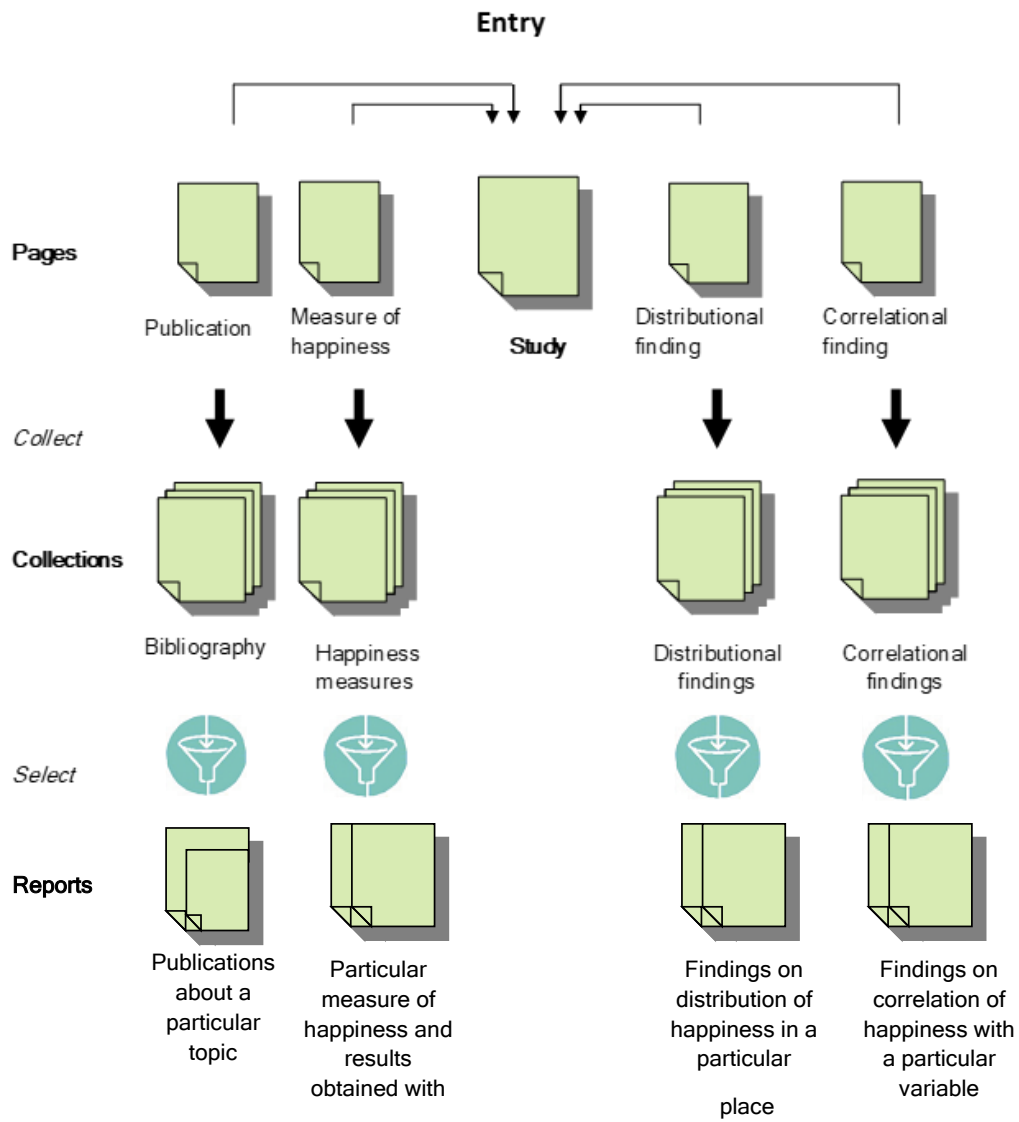 Entry
Pages
Publication
Measure of
happiness
Study
Distributional
finding
Correlational
finding
Collect
Collections
Bibliography
Happiness
measures
Distributional
findings
Correlational
findings
Select
Reports
Publications
about a
particular
topic
Particular
measure of
happiness and
results
obtained with
Findings on
distribution of
happiness in a
particular
place
Findings on
correlation of
happiness with
a particular
variable